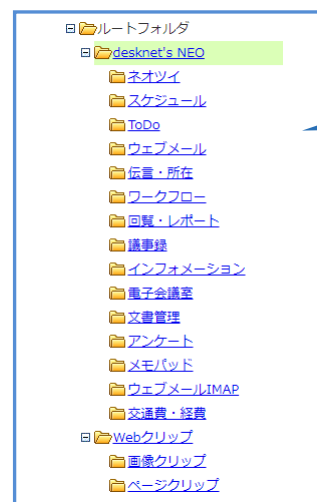 ルートフォルダ
desknet's NEO
ネオツイ
スケジュール
ToDo
ウェブメール
伝言・所在
ワークフロー
回覧・レポート
議事録
インフォメーション
電子会議室
文書管理
アンケート
メモパッド
ウェブメールIMAP
交通費・経費
Webクリップ
画像クリップ
ページクリップ